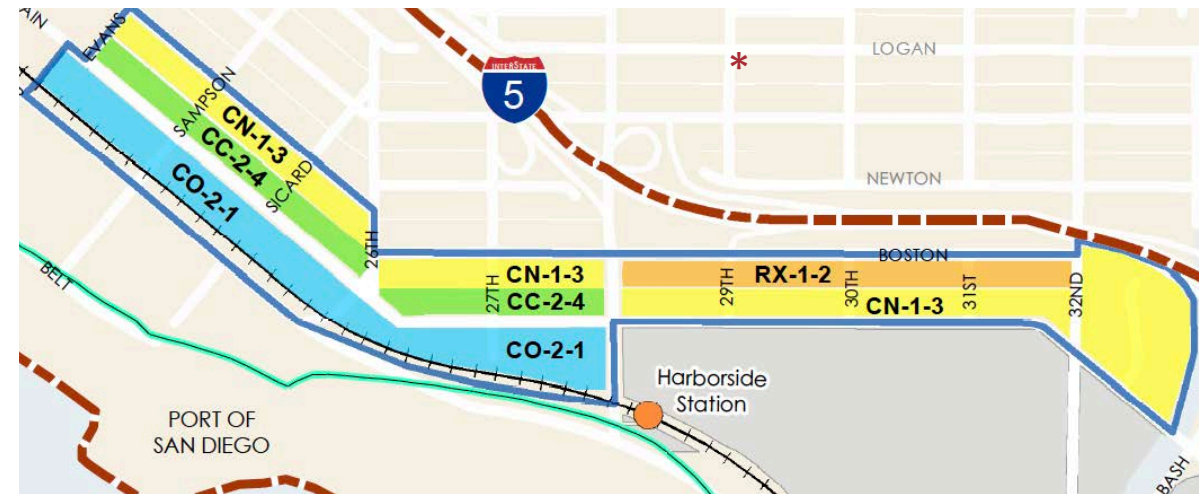 AIN
EVANS
*
LOGAN
INTERSTATE
5
SAMPSON
CN-1-3
CC-2-4
CO-2-1
SICARD
NEWTON
26TH
BOSTON
BELT
27TH
CN-1-3
CC-2-4
CO-2-1
29TH
RX-1-2
30TH
31ST
32ND
CN-1-3
Harborside
Station
PORT OF
SAN DIEGO
BASH